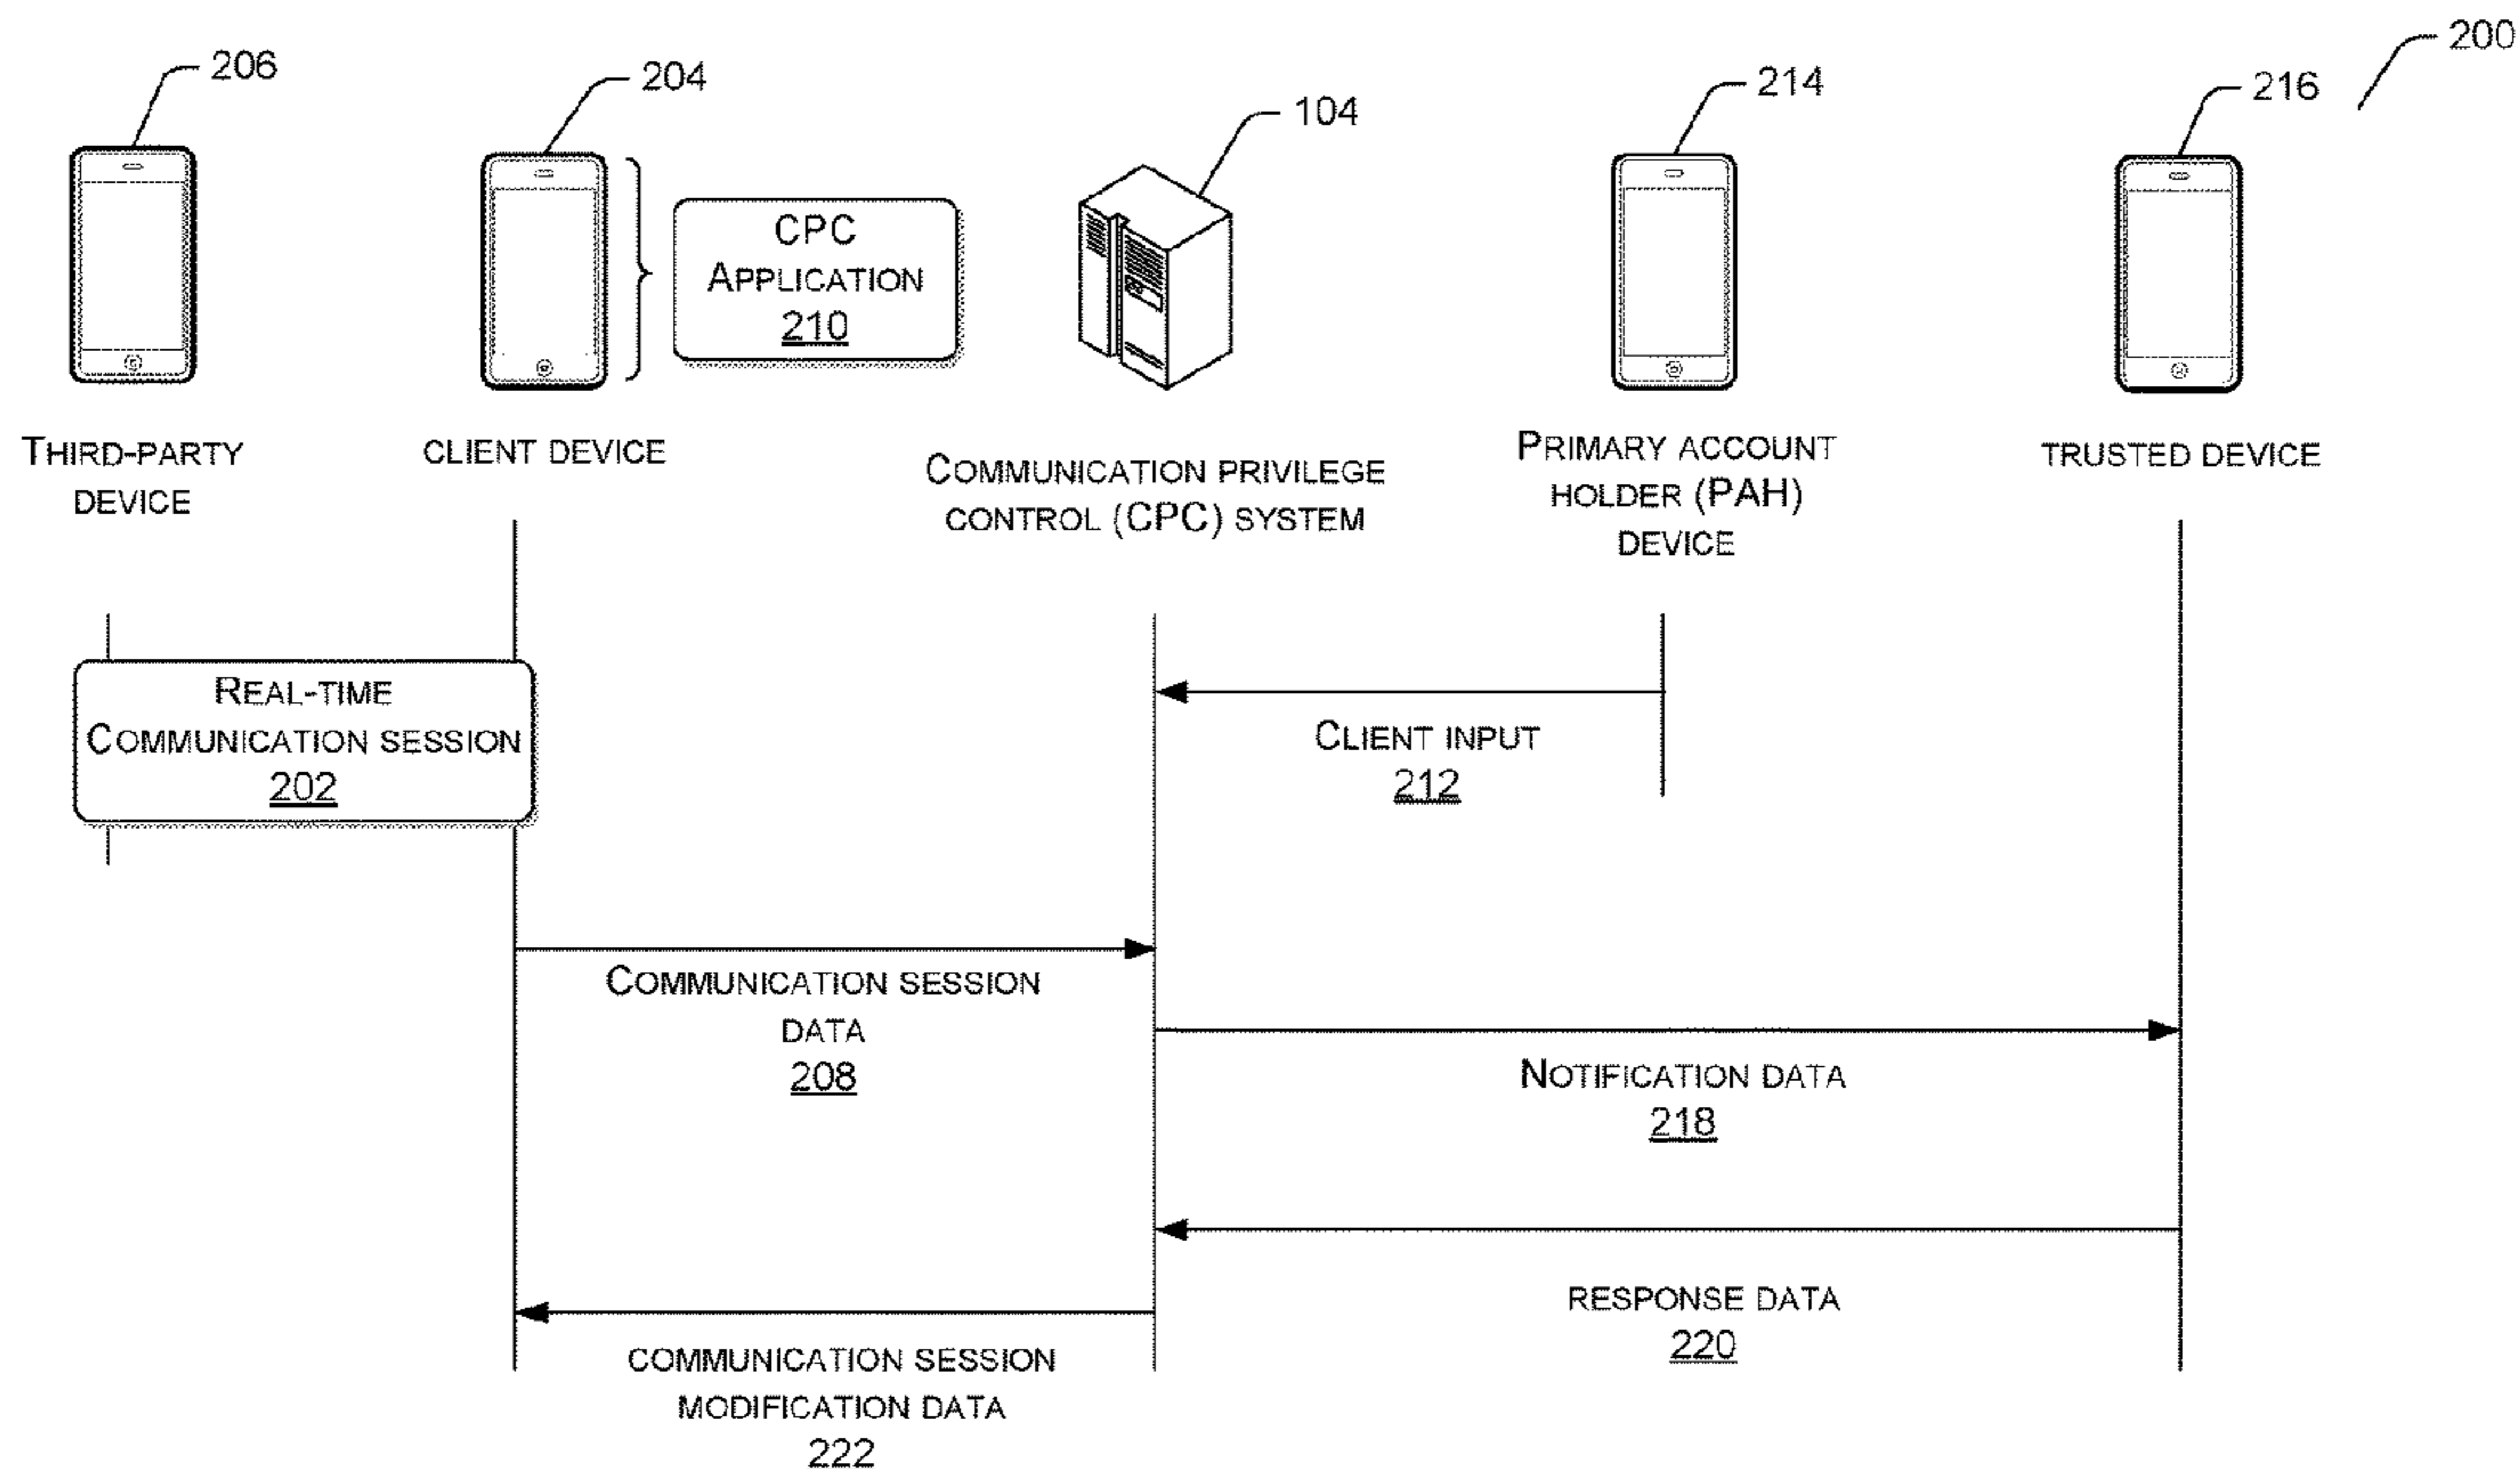 200
206
204
104
214
216
CPC
APPLICATION
210
THIRD-PARTY
DEVICE
CLIENT DEVICE
COMMUNICATION PRIVILEGE
CONTROL (CPC) SYSTEM
PRIMARY ACCOUNT
HOLDER (PAH)
DEVICE
TRUSTED DEVICE
REAL-TIME
COMMUNICATION SESSION
202
CLIENT INPUT
212
COMMUNICATION SESSION
DATA
208
NOTIFICATION DATA
218
RESPONSE DATA
220
COMMUNICATION SESSION
MODIFICATION DATA
222